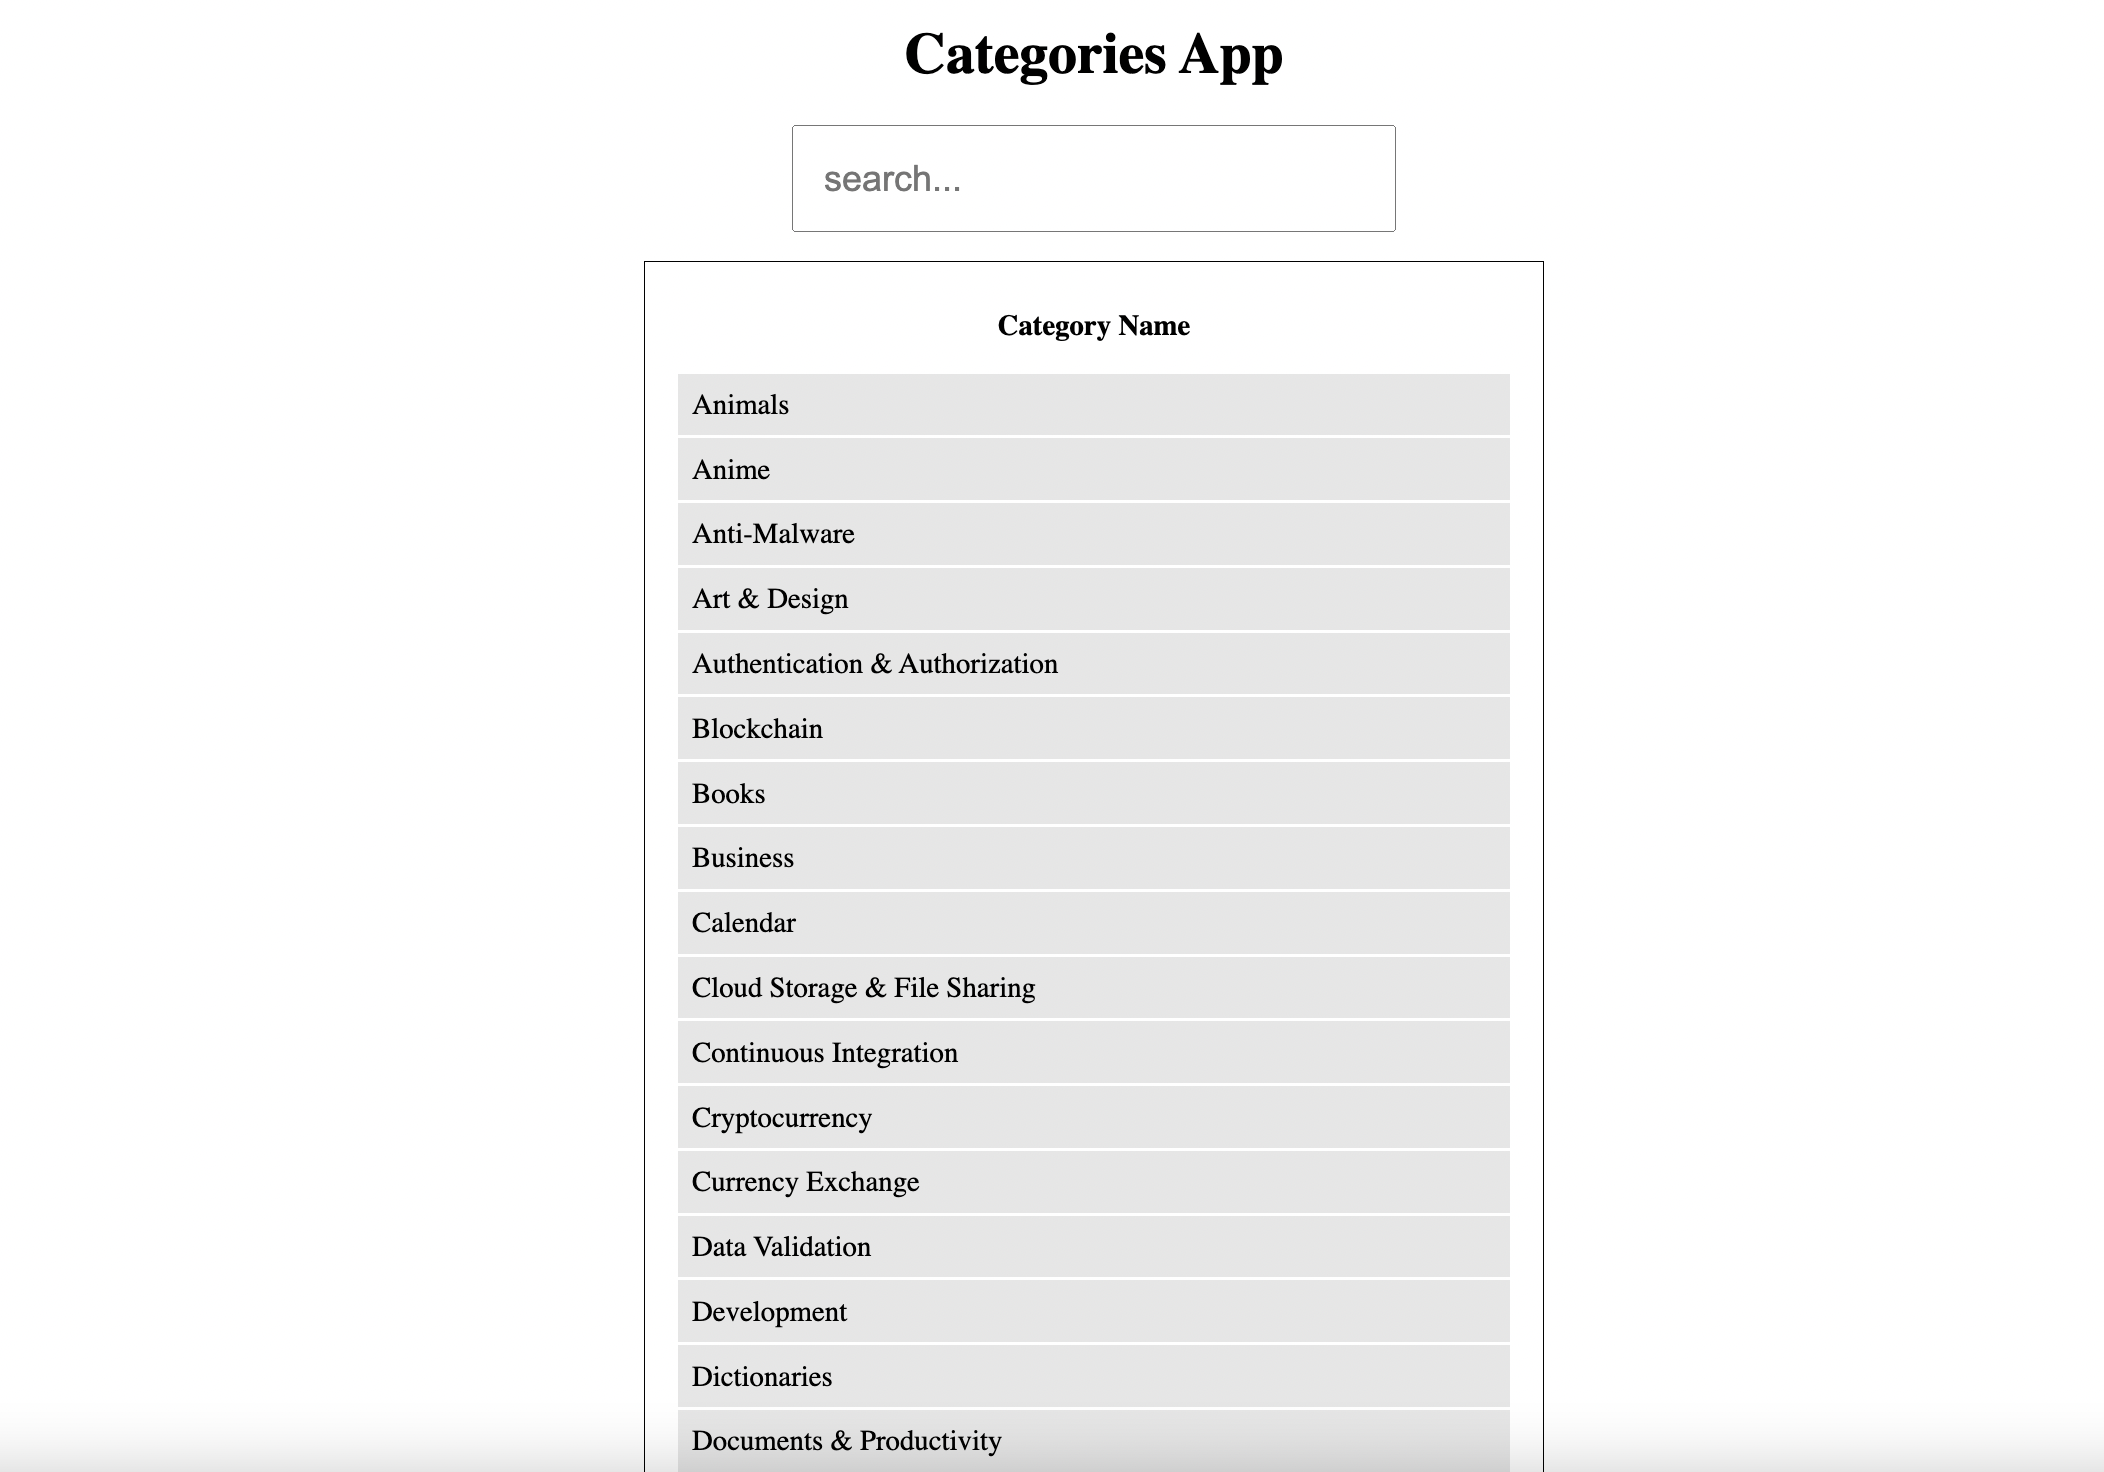 Categories App
search...
Category Name
Animals
Anime
Anti-Malware
Art & Design
Authentication & Authorization
Blockchain
Books
Business
Calendar
Cloud Storage & File Sharing
Continuous Integration
Cryptocurrency
Currency Exchange
Data Validation
Development
Dictionaries
Documents & Productivity